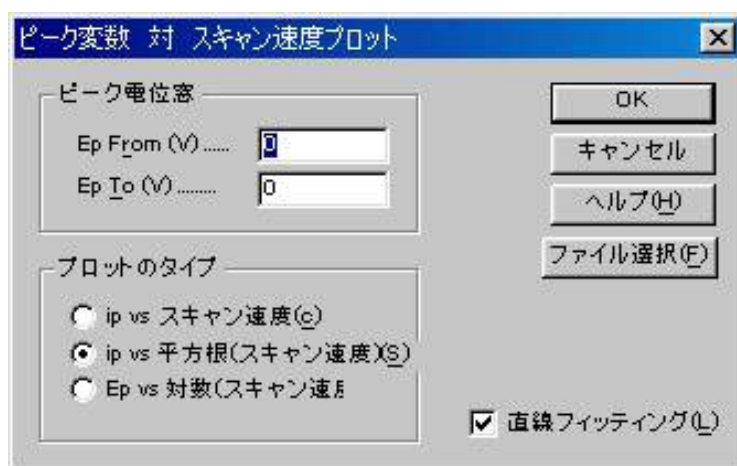 ピーク変数 対 スキャン速度プロット
ピーク電位窓
Ep From (V) ..... 0
Ep To (V) ......... 0
プロットのタイプ
ip vs スキャン速度(c)
ip vs 平方根(スキャン速度)(S)
Ep vs 対数(スキャン速
OK
キャンセル
ヘルプ(H)
ファイル選択(F)
直線フィッティング(L)